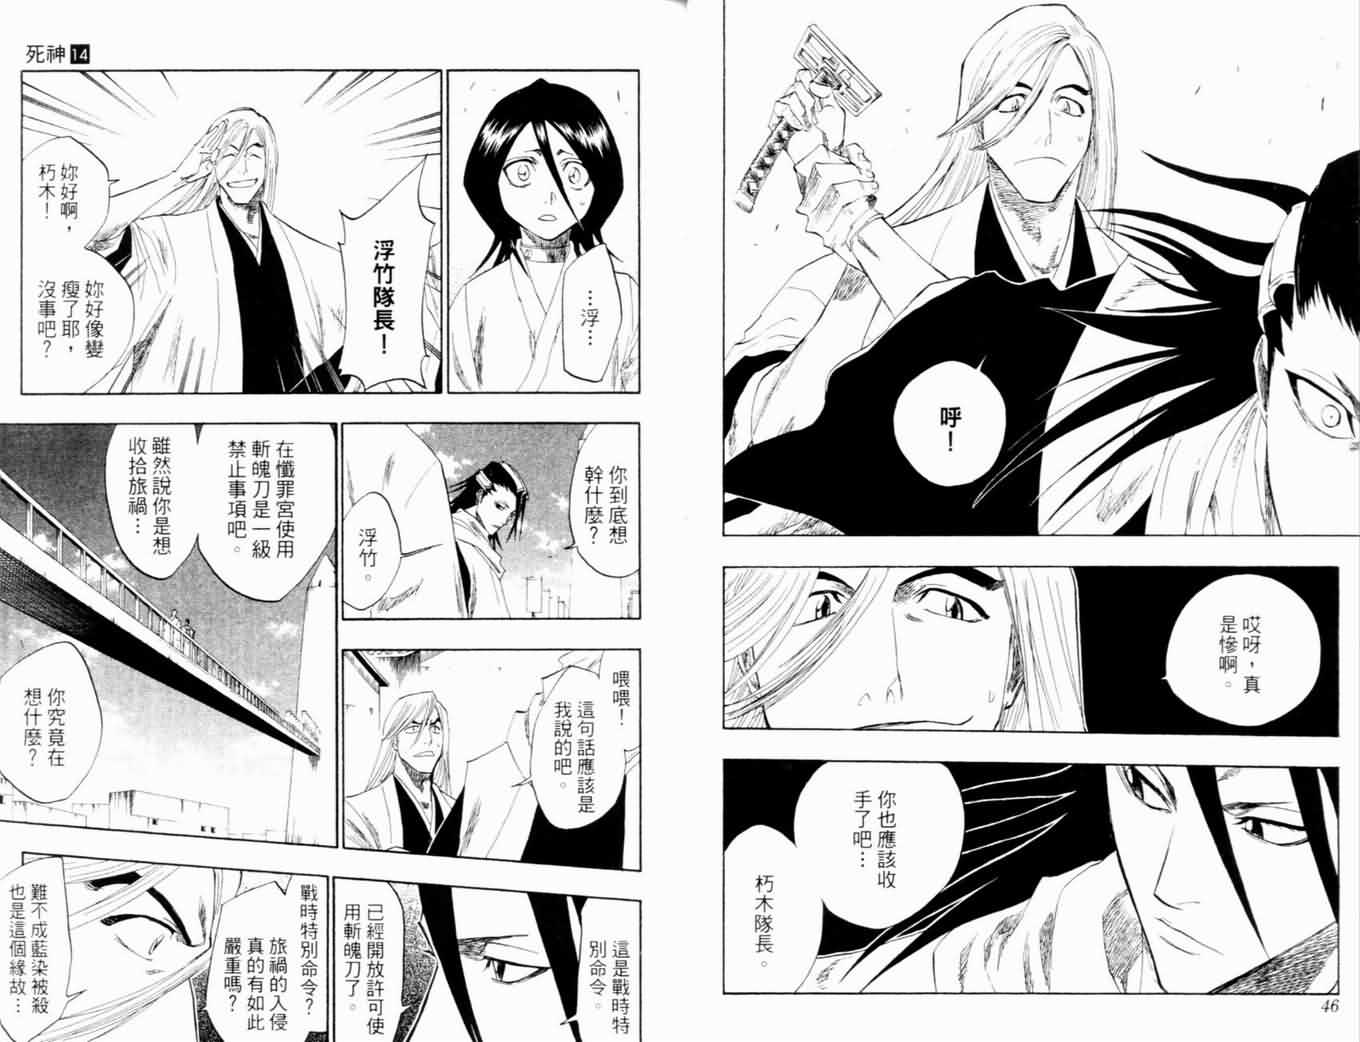 呼！
哎呀，真
是慘啊。
你也應該收
手了吧…
朽木隊長。
46
死神14
…浮…
浮竹隊長！
妳好啊，
朽木！
妳好像變
瘦了耶，
沒事吧？
你到底想
幹什麼？
浮竹。
在懺罪宮使用
斬魄刀是一級
禁止事項吧。
雖然說你是想
收拾旅禍…
你究竟在
想什麼？
喂喂！
這句話應該是
我說的吧。
這是戰時特
別命令。
已經開放許可使
用斬魄刀了。
戰時特別命令？
旅禍的入侵
真的有如此
嚴重嗎？
難不成藍染被殺
也是這個緣故…